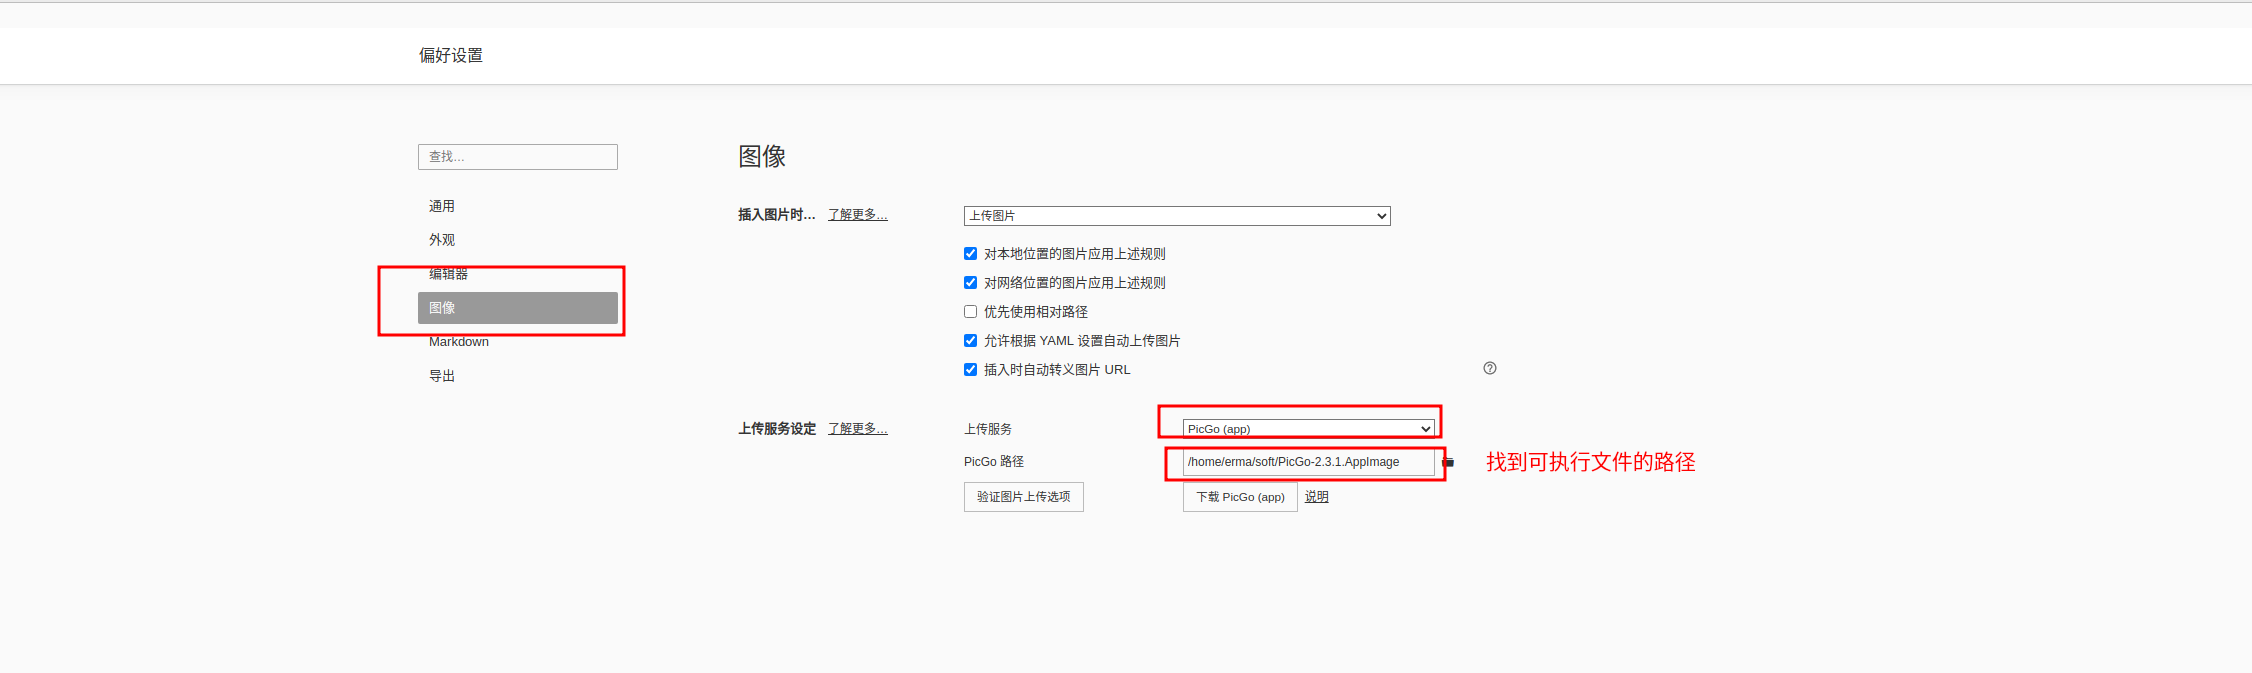 偏好设置
查找...
通用
外观
编辑器
图像
Markdown
导出
图像
插入图片时... 了解更多...
上传图片
对本地位置的图片应用上述规则
对网络位置的图片应用上述规则
优先使用相对路径
允许根据 YAML 设置自动上传图片
插入时自动转义图片 URL
上传服务设定 了解更多...
上传服务 PicGo (app)
PicGo 路径 /home/erma/soft/PicGo-2.3.1.AppImage 找到可执行文件的路径
验证图片上传选项 下载 PicGo (app) 说明